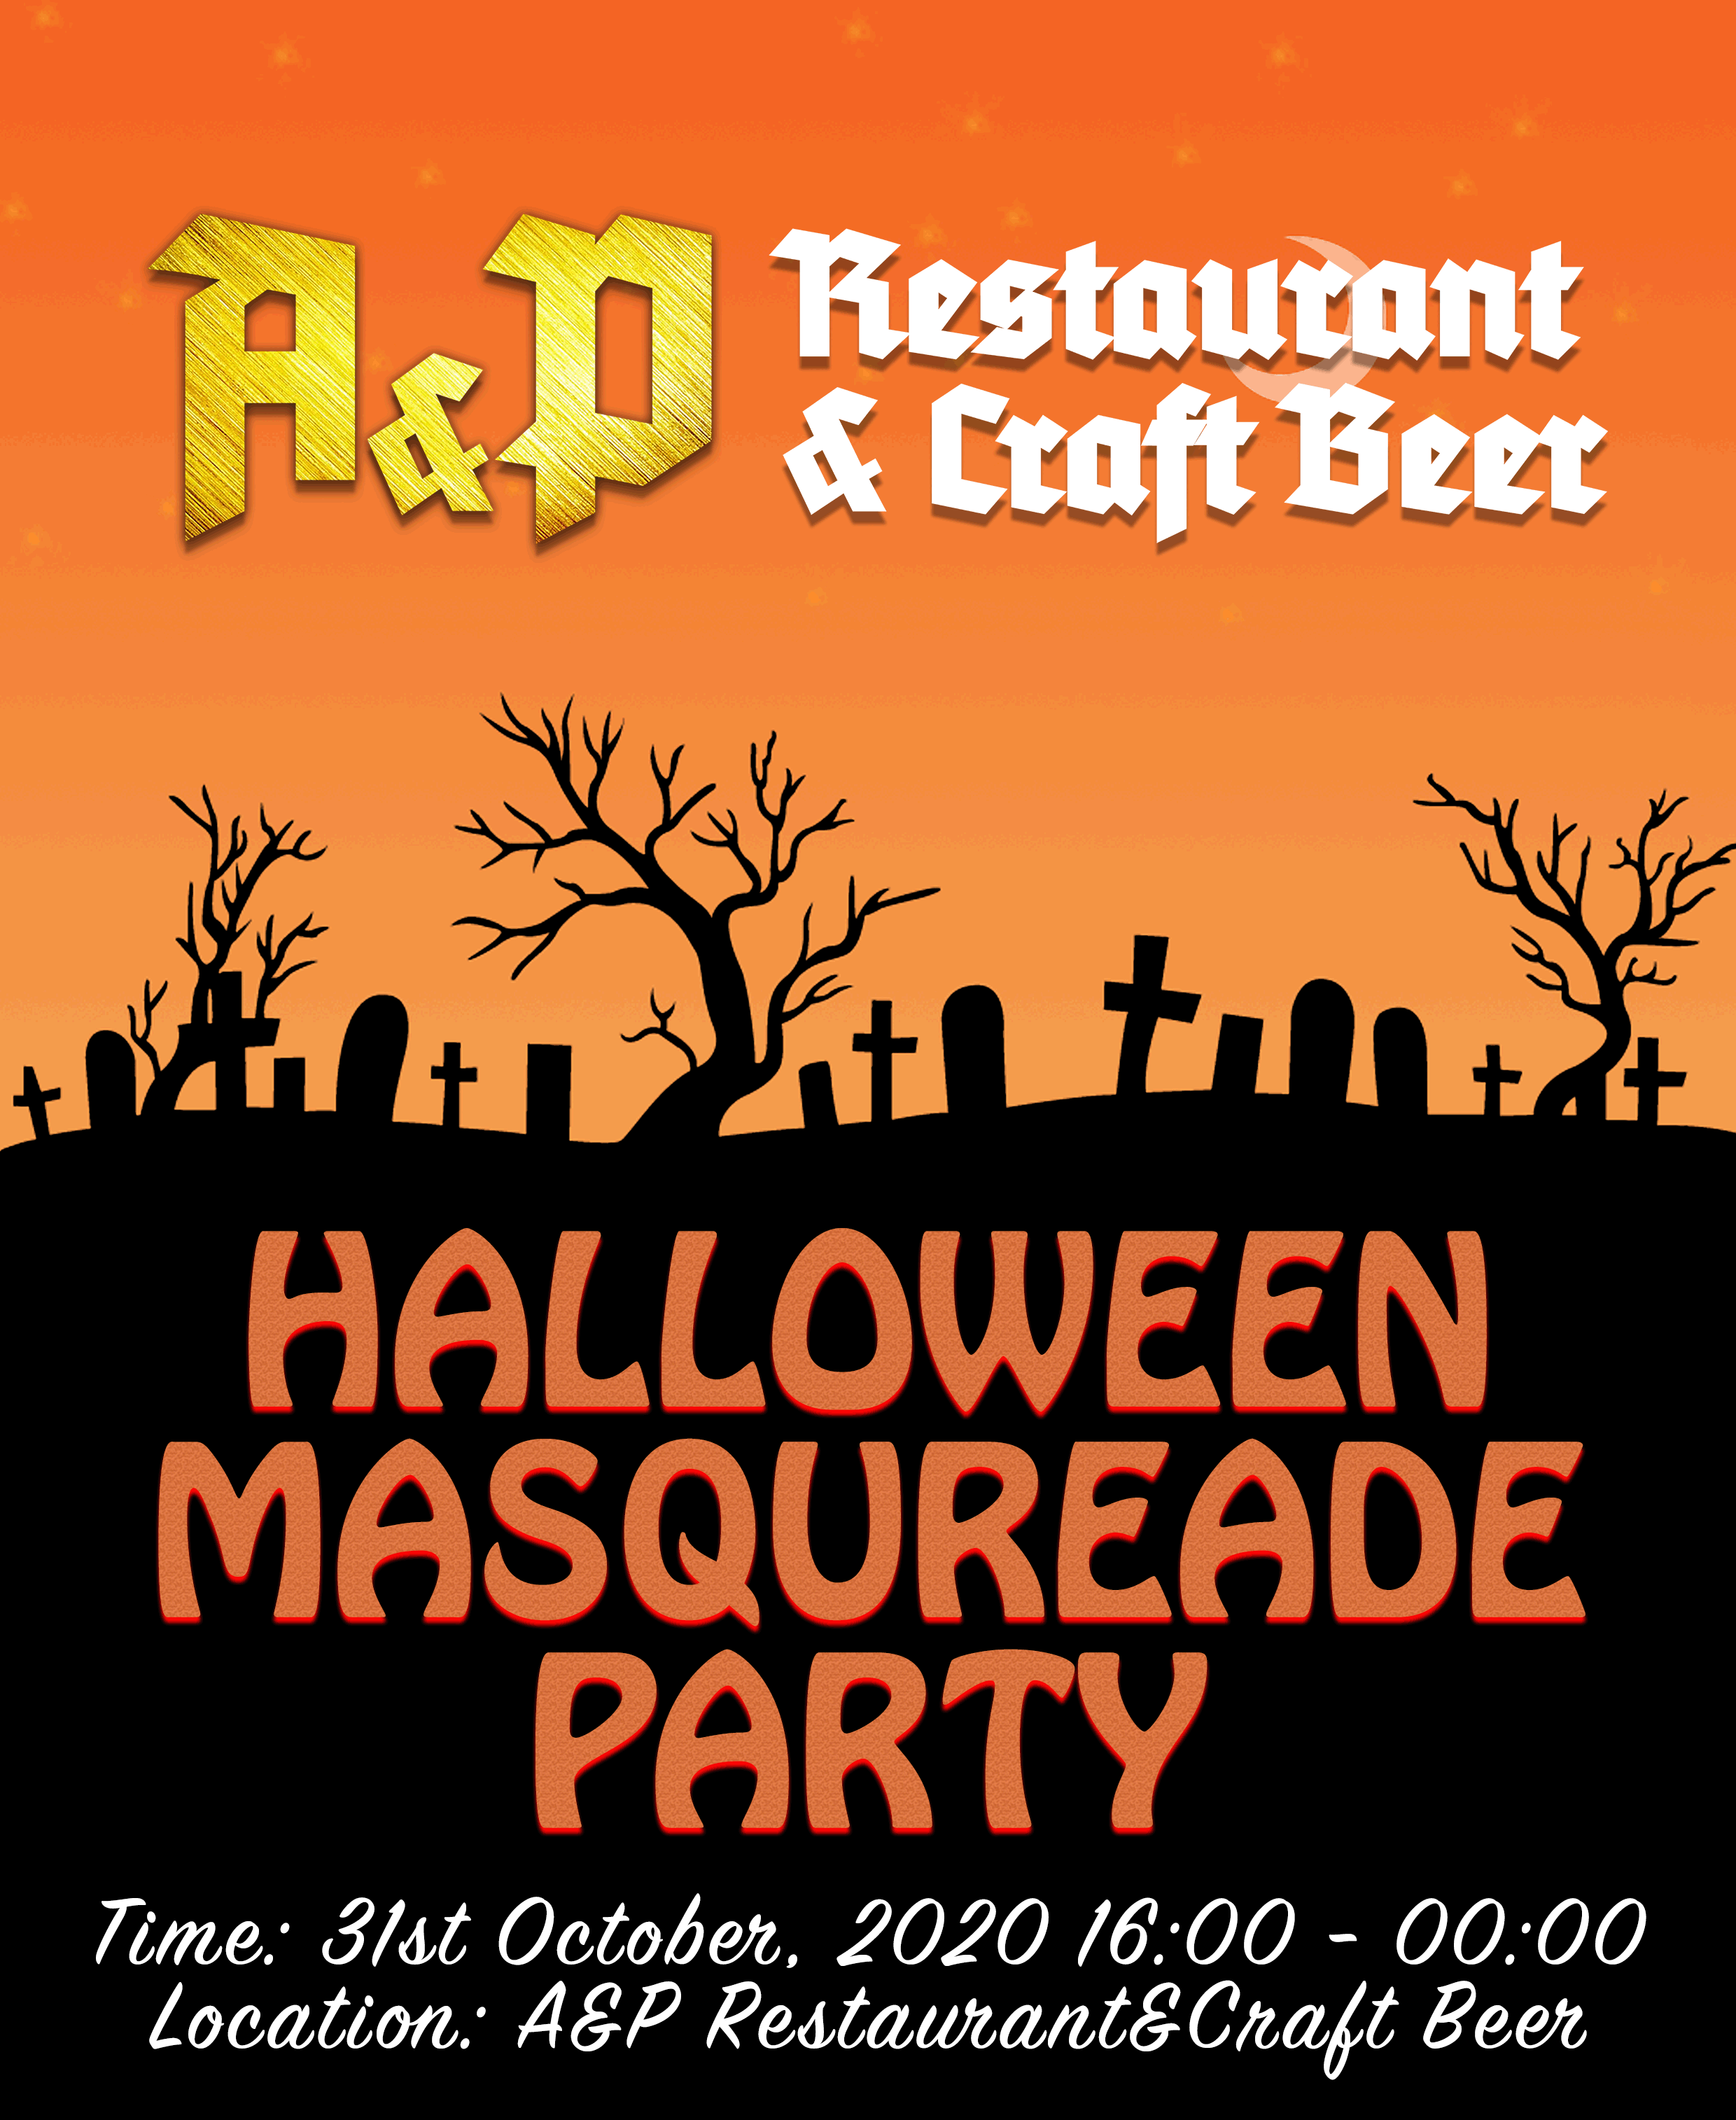 A&P
Restaurant
& Craft Beer
HALLOWEEN
MASQUREADE
PARTY
Time: 31st October, 2020 16:00 - 00:00
Location: A&P Restaurant&Craft Beer